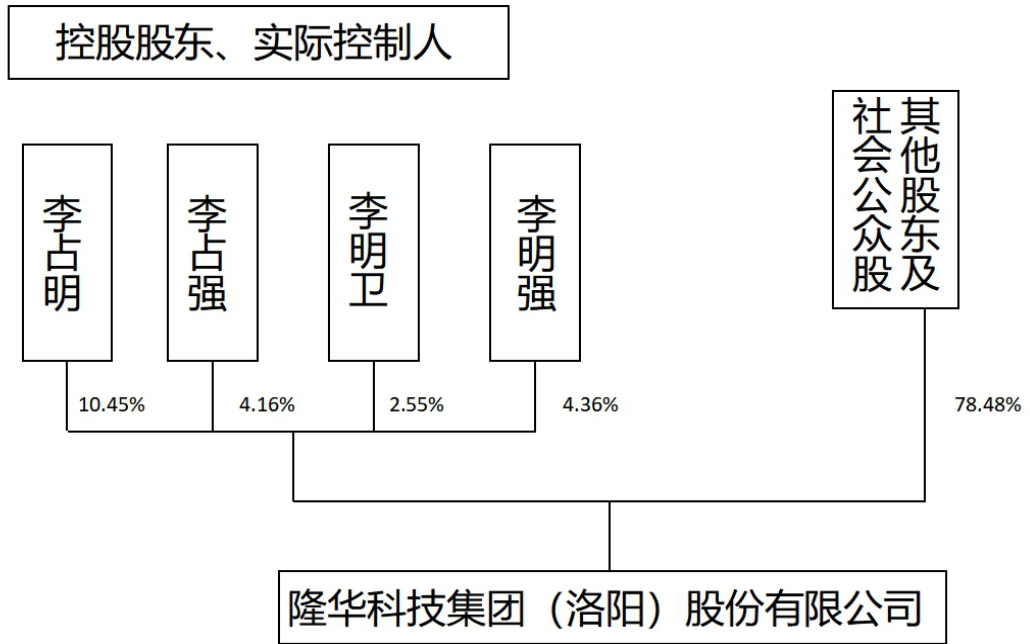 控股股东、实际控制人
其他股东及
社会公众股
李占明
李占强
李明卫
李明强
10.45%
4.16%
2.55%
4.36%
78.48%
隆华科技集团（洛阳）股份有限公司